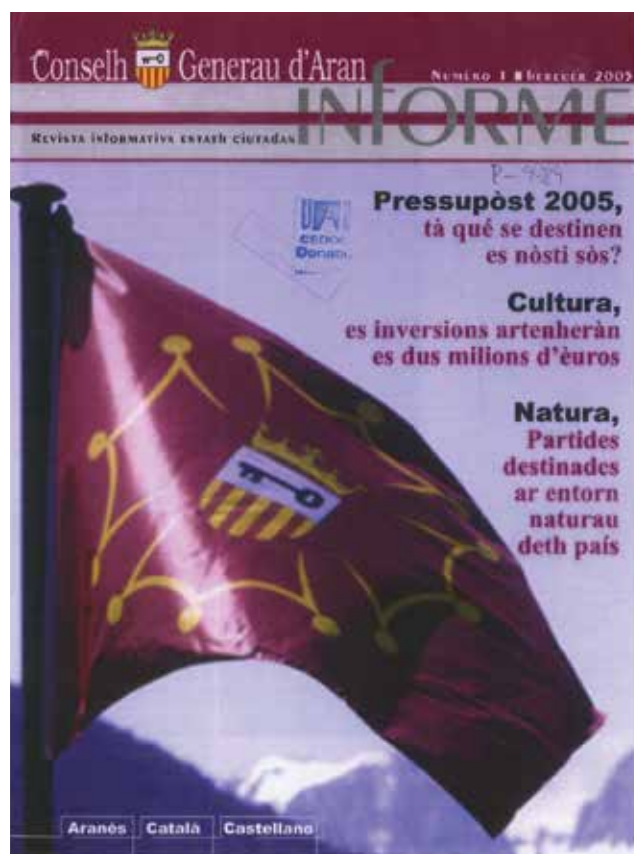 Conselh Generau d'Aran
Número 1 hereuèr 2005
INFORME
Revista informativa entath ciutadan
Pressupòst 2005,
tà qué se destinen
es nòsti sòs?
Cultura,
es inversions artenheràn
es dus milions d'èuros
Natura,
Partides
destinades
ar entorn
naturau
deth país
Aranés Català Castellano